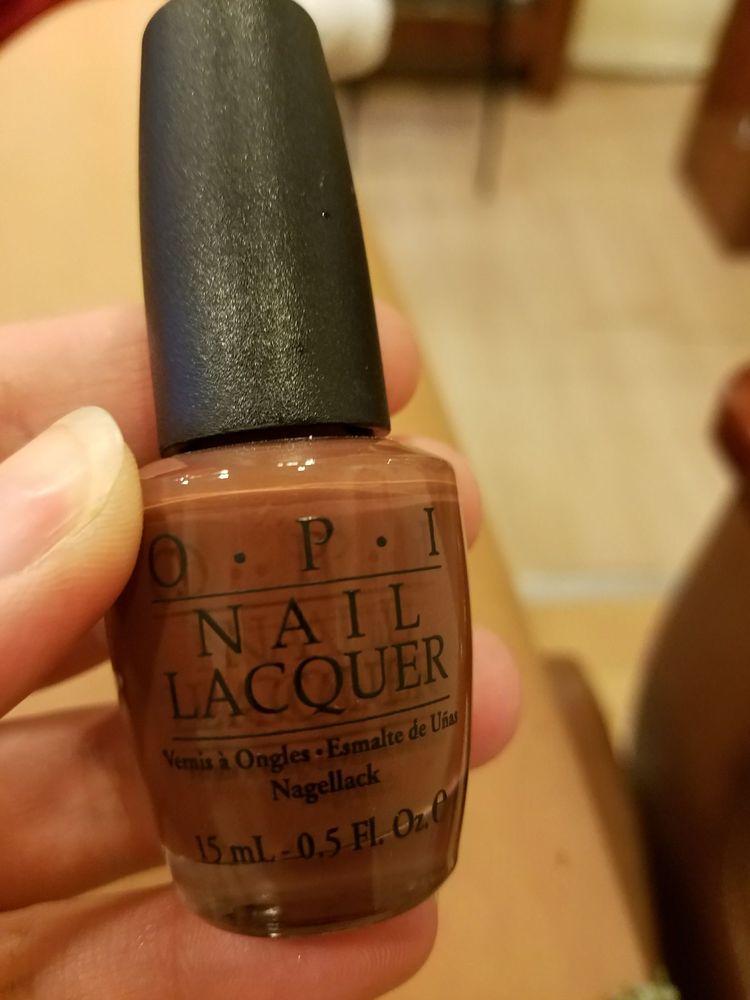 O · P · I
NAIL
LACQUER
Vernis à Ongles • Esmalte de Uñas
Nagellack
15 mL - 0.5 Fl. Oz. e